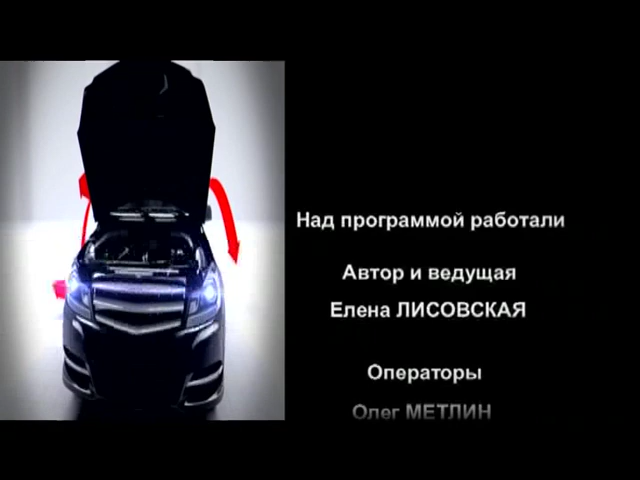 Над программой работали
Автор и ведущая
Елена ЛИСОВСКАЯ
Операторы
Олег МЕТЛИН